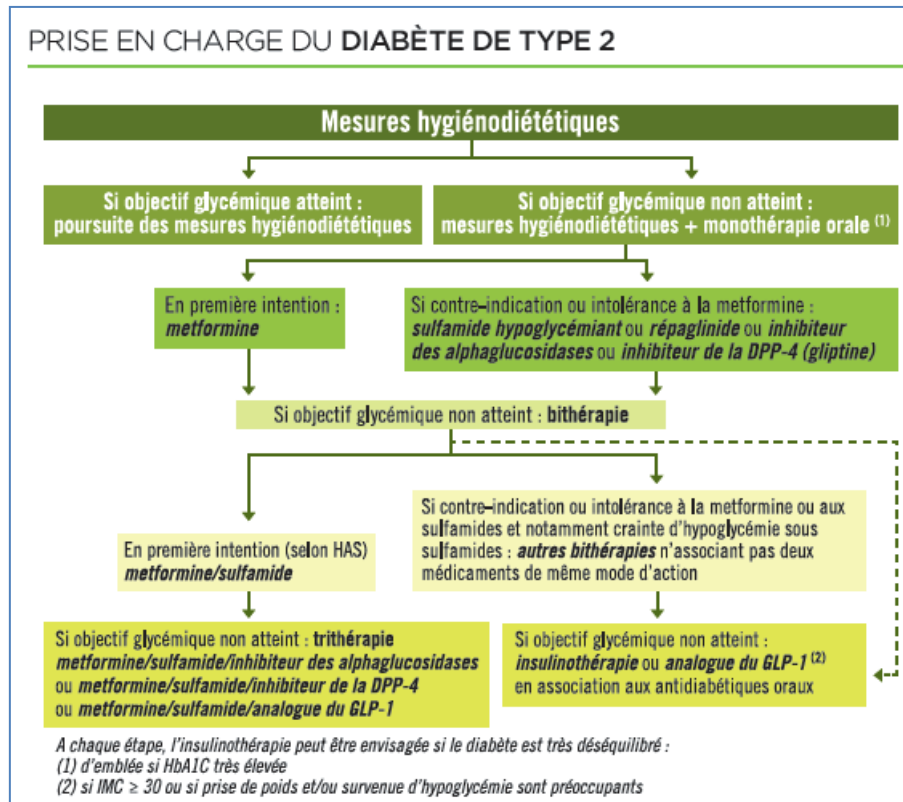 PRISE EN CHARGE DU DIABÈTE DE TYPE 2
Mesures hygiénodiététiques
Si objectif glycémique atteint :
poursuite des mesures hygiénodiététiques
Si objectif glycémique non atteint :
mesures hygiénodiététiques + monothérapie orale (1)
En première intention :
metformine
Si contre-indication ou intolérance à la metformine :
sulfamide hypoglycémiant ou répaglinide ou inhibiteur
des alphaglucosidases ou inhibiteur de la DPP-4 (gliptine)
Si objectif glycémique non atteint : bithérapie
En première intention (selon HAS)
metformine/sulfamide
Si contre-indication ou intolérance à la metformine ou aux
sulfamides et notamment crainte d'hypoglycémie sous
sulfamides : autres bithérapies n'associant pas deux
médicaments de même mode d'action
Si objectif glycémique non atteint : trithérapie
metformine/sulfamide/inhibiteur des alphaglucosidases
ou metformine/sulfamide/inhibiteur de la DPP-4
ou metformine/sulfamide/analogue du GLP-1
Si objectif glycémique non atteint :
insulinothérapie ou analogue du GLP-1 (2)
en association aux antidiabétiques oraux
A chaque étape, l'insulinothérapie peut être envisagée si le diabète est très déséquilibré :
(1) d'emblée si HbA1C très élevée
(2) si IMC ≥ 30 ou si prise de poids et/ou survenue d'hypoglycémie sont préoccupants